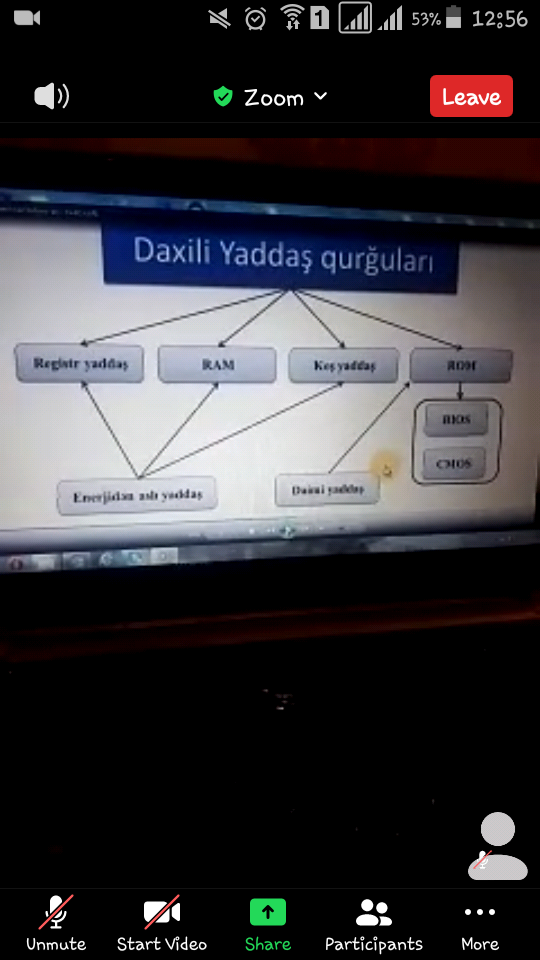 1
53%
12:56
Zoom
Leave
Daxili Yaddaş qurğuları
Registr yaddaş
RAM
Keş yaddaş
ROM
BIOS
CMOS
Enerjidən aslı yaddaş
Daimi yaddaş
Unmute
Start Video
Share
Participants
More